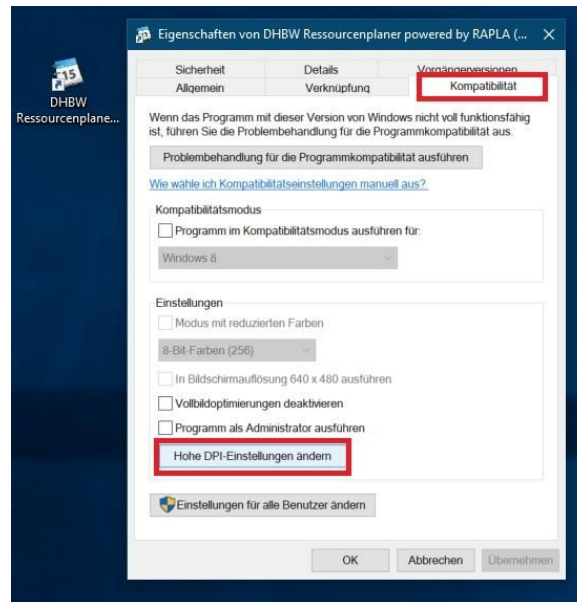 Eigenschaften von DHBW Ressourcenplaner powered by RAPLA (...
15
DHBW
Ressourcenplane...
Sicherheit Details Vorgängerversionen
Allgemein Verknüpfung Kompatibilität
Wenn das Programm mit dieser Version von Windows nicht voll funktionsfähig
ist, führen Sie die Problembehandlung für die Programmkompatibilität aus.
Problembehandlung für die Programmkompatibilität ausführen
Wie wähle ich Kompatibilitätseinstellungen manuell aus?
Kompatibilitätsmodus
Programm im Kompatibilitätsmodus ausführen für:
Windows 8
Einstellungen
Modus mit reduzierten Farben
8-Bit-Farben (256)
In Bildschirmauflösung 640 x 480 ausführen
Vollbildoptimierungen deaktivieren
Programm als Administrator ausführen
Hohe DPI-Einstellungen ändern
Einstellungen für alle Benutzer ändern
OK Abbrechen Übernehmen